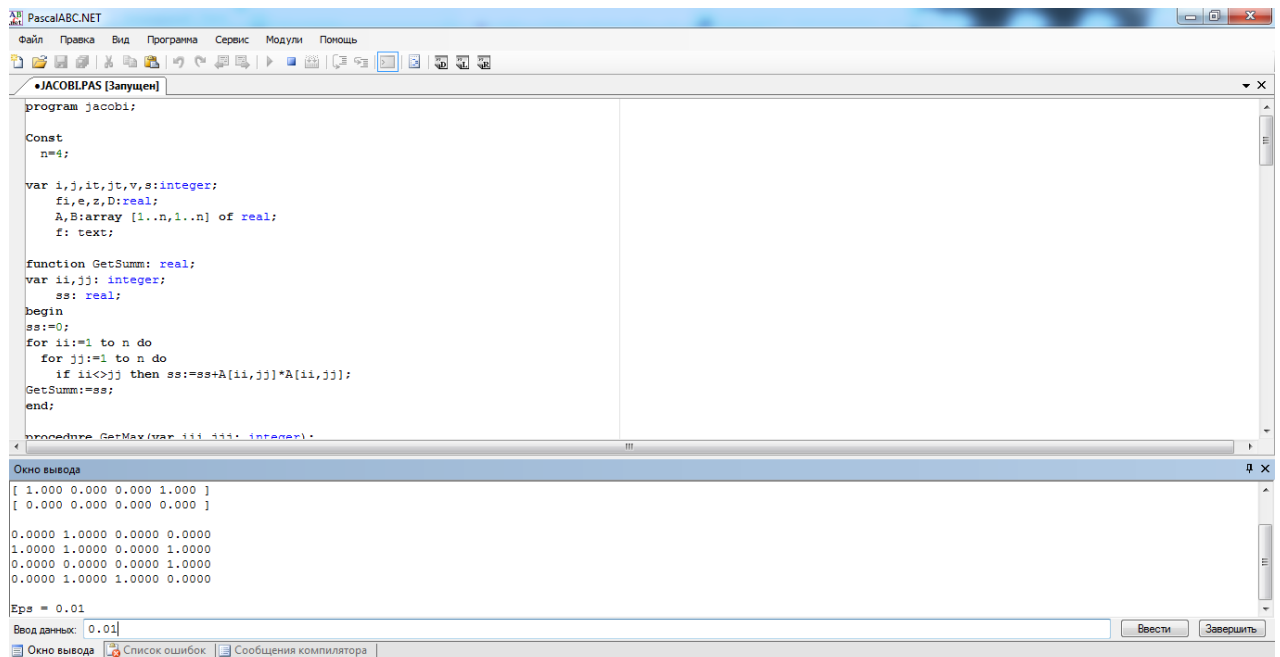 PascalABC.NET
Файл Правка Вид Программа Сервис Модули Помощь
•JACOBI.PAS [Запущен]
program jacobi;
Const
n=4;
var i,j,it,jt,v,s:integer;
fi,e,z,D:real;
A,B:array [1..n,1..n] of real;
f: text;
function GetSumm: real;
var ii,jj: integer;
ss: real;
begin
ss:=0;
for ii:=1 to n do
for jj:=1 to n do
if ii<>jj then ss:=ss+A[ii,jj]*A[ii,jj];
GetSumm:=ss;
end;
procedure GetMax(var iii,jjj: integer);
Окно вывода
[ 1.000 0.000 0.000 1.000 ]
[ 0.000 0.000 0.000 0.000 ]
0.0000 1.0000 0.0000 0.0000
1.0000 1.0000 0.0000 1.0000
0.0000 0.0000 0.0000 1.0000
0.0000 1.0000 1.0000 0.0000
Eps = 0.01
Ввод данных: 0.01 Ввести Завершить
Окно вывода Список ошибок Сообщения компилятора